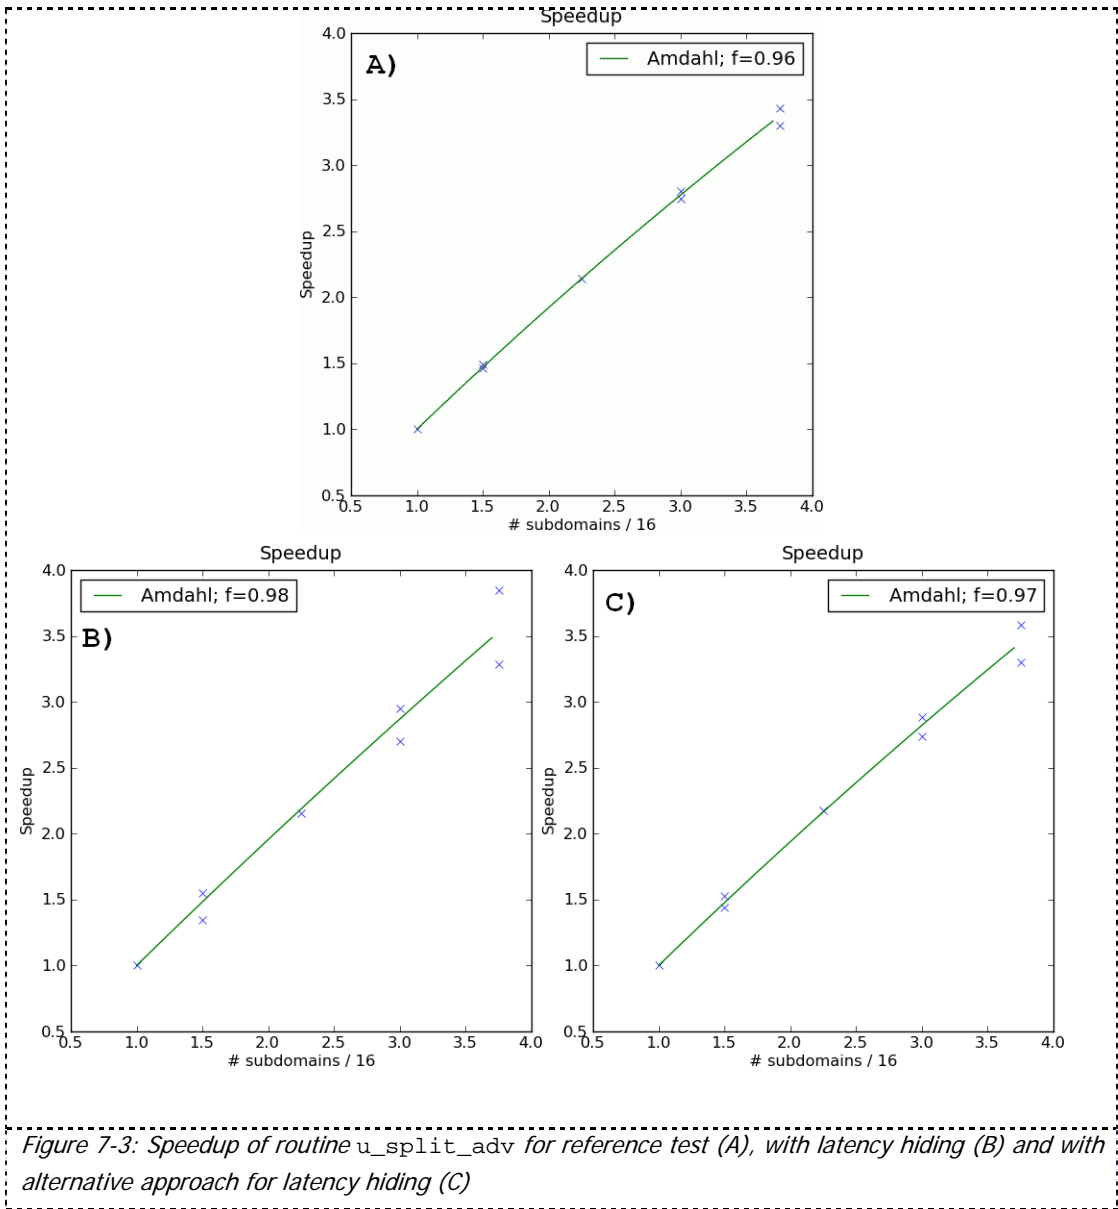 Speedup
A)
Amdahl; f=0.96
4.0
3.5
3.0
2.5
2.0
1.5
1.0
0.5
Speedup
0.5 1.0 1.5 2.0 2.5 3.0 3.5 4.0
# subdomains / 16
Speedup
Amdahl; f=0.98
B)
4.0
3.5
3.0
2.5
2.0
1.5
1.0
0.5
Speedup
0.5 1.0 1.5 2.0 2.5 3.0 3.5 4.0
# subdomains / 16
Speedup
C)
Amdahl; f=0.97
4.0
3.5
3.0
2.5
2.0
1.5
1.0
0.5
Speedup
0.5 1.0 1.5 2.0 2.5 3.0 3.5 4.0
# subdomains / 16
Figure 7-3: Speedup of routine u_split_adv for reference test (A), with latency hiding (B) and with
alternative approach for latency hiding (C)